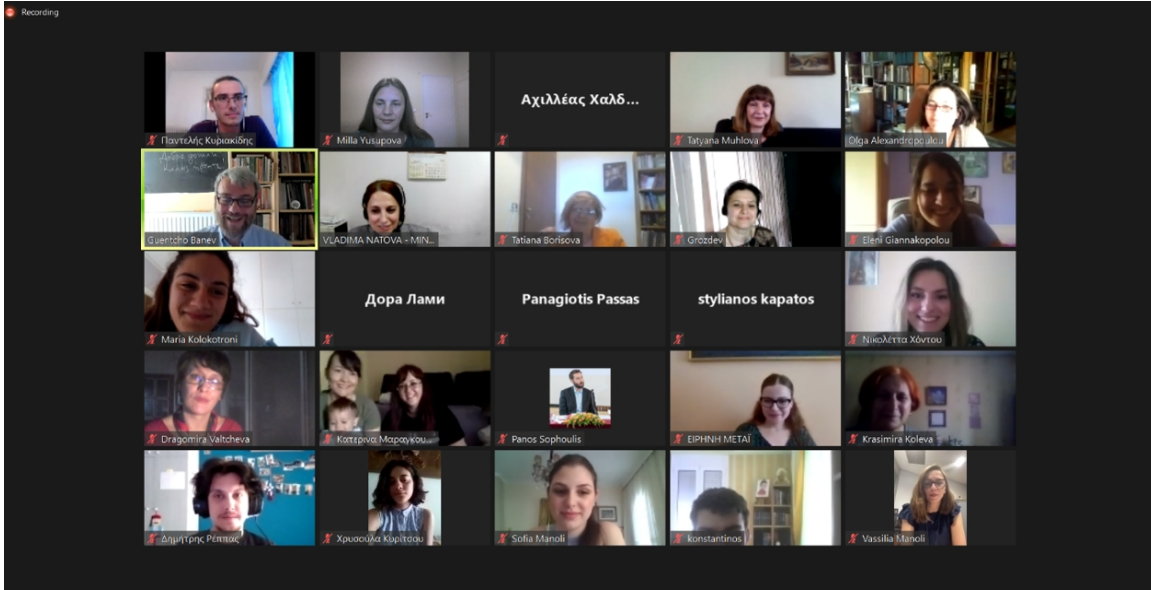 Recording
Παντελής Κυριακίδης
Milla Yusupova
Αχιλλέας Χαλδ...
Tatyana Muhlova
Olga Alexandropoulou
Guentcho Banev
VLADIMA NATOVA - MIN...
Tatiana Borisova
Grozdev
Eleni Giannakopolou
Maria Kolokotroni
Дора Лами
Panagiotis Passas
stylianos kapatos
Νικολέττα Χόντου
Dragomira Valtcheva
Κατερινα Μαραγκου...
Panos Sophoulis
ΕΙΡΗΝΗ ΜΕΤΑΪ
Krasimira Koleva
Δημήτρης Ρέππας
Χρυσούλα Κυρίτσου
Sofia Manoli
konstantinos
Vassilia Manoli